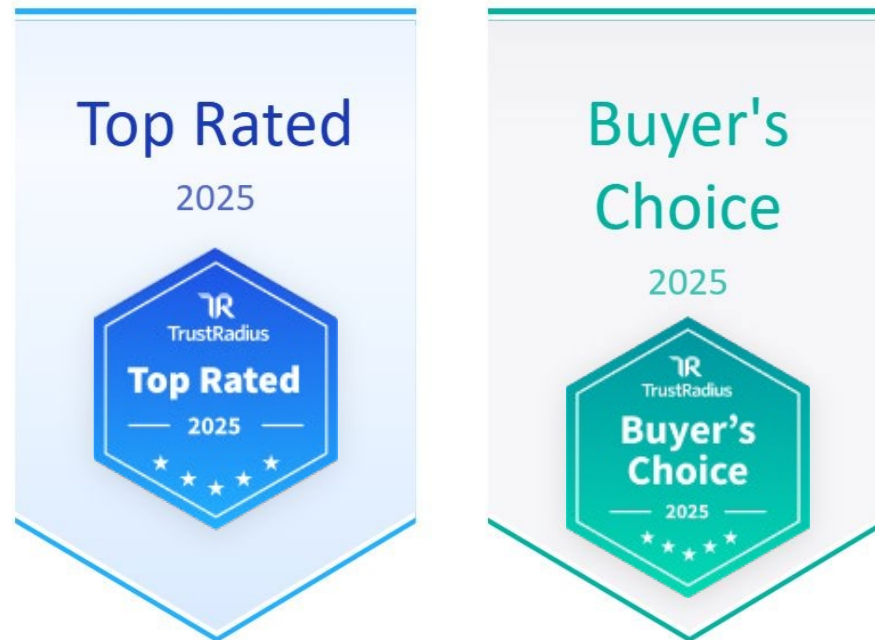 Top Rated
2025
TR
TrustRadius
Top Rated
2025
Buyer's
Choice
2025
TR
TrustRadius
Buyer’s
Choice
2025